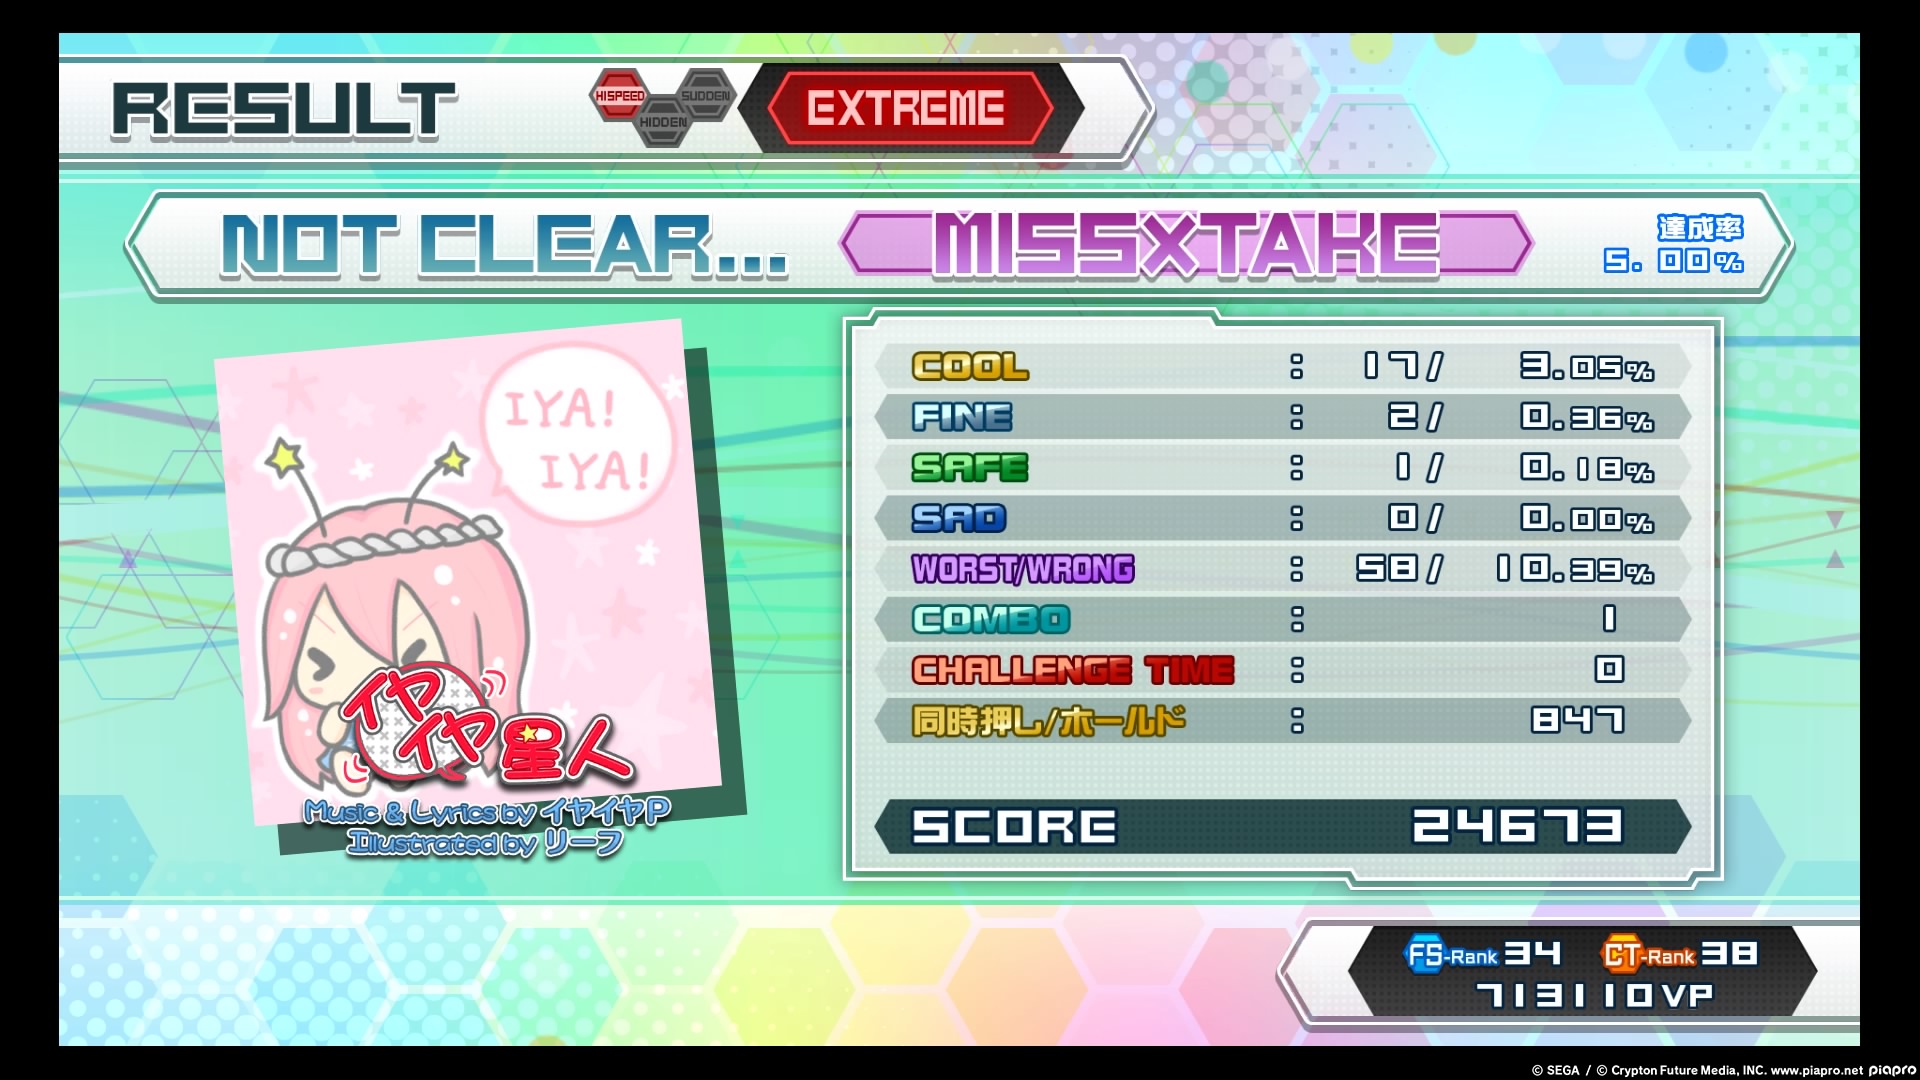 RESULT
HISPEED
HIDDEN
SUDDEN
EXTREME
NOT CLEAR...
MISS×TAKE
達成率
5.00%
IYA!
IYA!
イヤイヤ星人
Music & Lyrics by イヤイヤP
Illustrated by リーフ
COOL : 17/ 3.05%
FINE : 2/ 0.36%
SAFE : 1/ 0.18%
SAD : 0/ 0.00%
WORST/WRONG : 58/ 10.39%
COMBO : 1
CHALLENGE TIME : 0
同時押し/ホールド : 847
SCORE 24673
FS-Rank 34 CT-Rank 38
713110VP
© SEGA / © Crypton Future Media, INC. www.piapro.net piapro